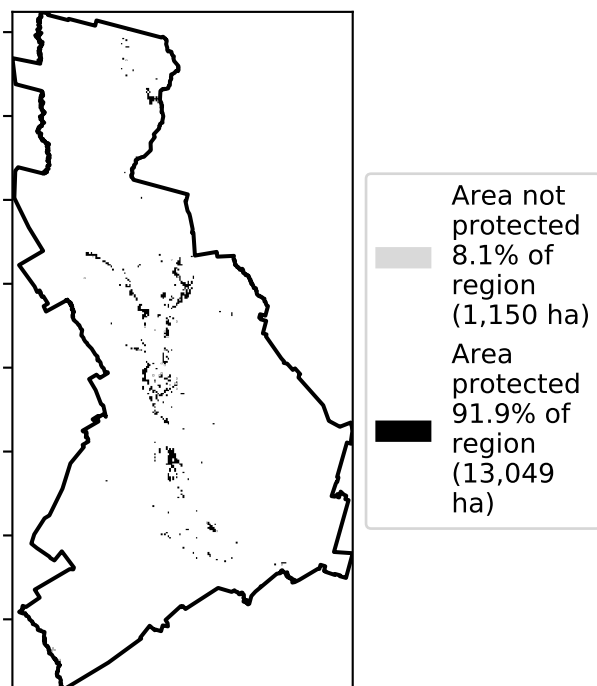 Area not
protected
8.1% of
region
(1,150 ha)
Area
protected
91.9% of
region
(13,049
ha)